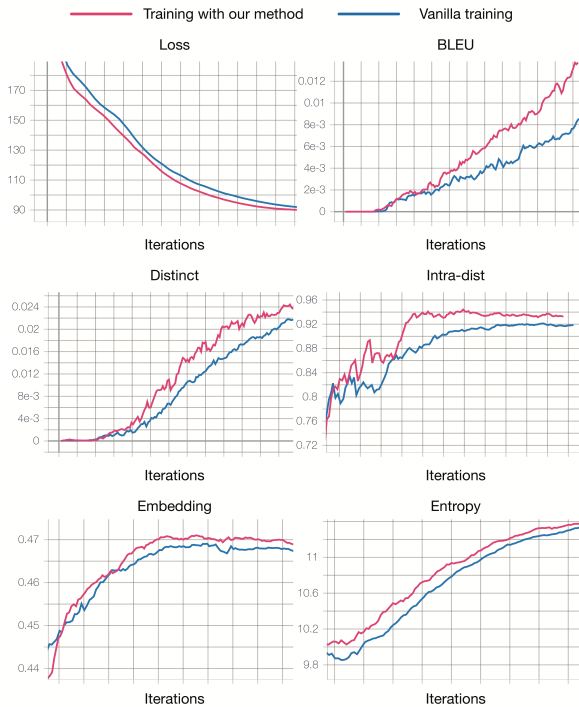 Training with our method Vanilla training
Loss BLEU
170
150
130
110
90
0.012
0.01
8e-3
6e-3
4e-3
2e-3
0
Iterations Iterations
Distinct Intra-dist
0.024
0.02
0.016
0.012
8e-3
4e-3
0
0.96
0.92
0.88
0.84
0.8
0.76
0.72
Iterations Iterations
Embedding Entropy
0.47
0.46
0.45
0.44
11
10.6
10.2
9.8
Iterations Iterations